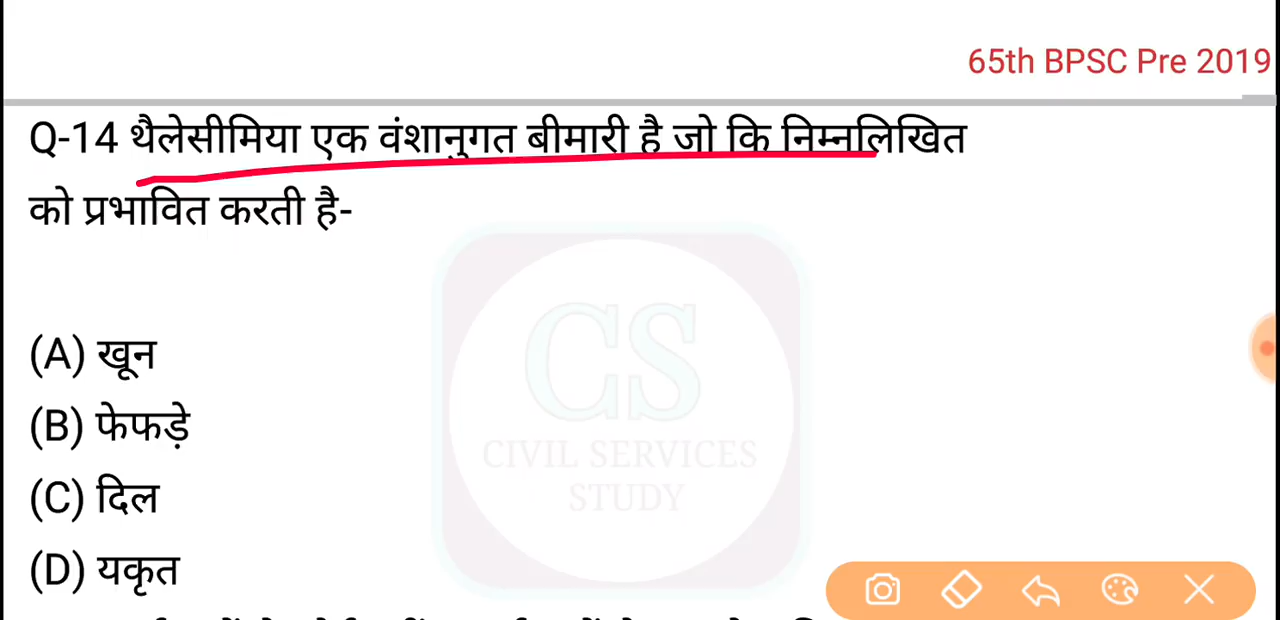 65th BPSC Pre 2019
Q-14 थैलेसीमिया एक वंशानुगत बीमारी है जो कि निम्नलिखित
को प्रभावित करती है-
CS
CIVIL SERVICES
STUDY
(A) खून
(B) फेफड़े
(C) दिल
(D) यकृत